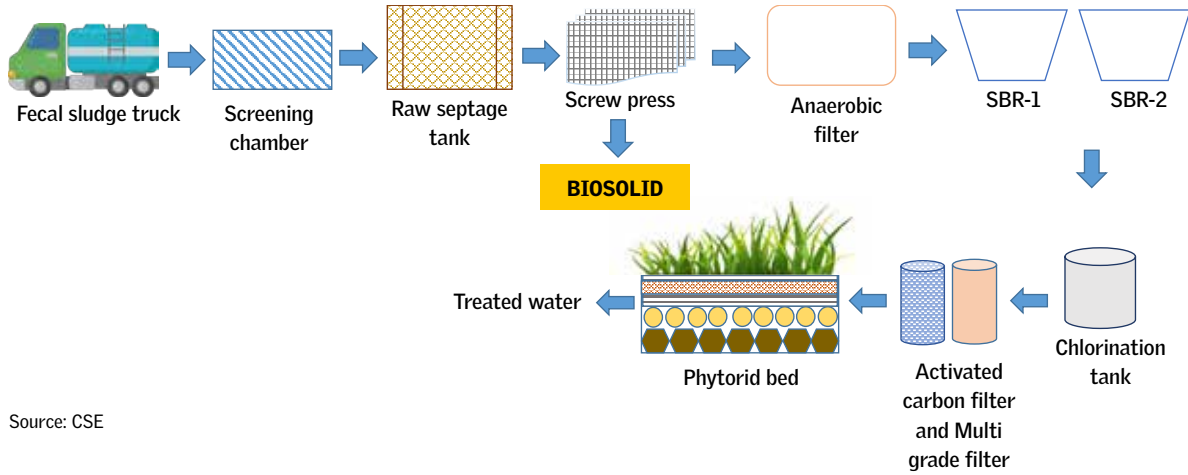 Fecal sludge truck
Screening
chamber
Raw septage
tank
Screw press
Anaerobic
filter
SBR-1
SBR-2
BIOSOLID
Treated water
Phytorid bed
Activated
carbon filter
and Multi
grade filter
Chlorination
tank
Source: CSE